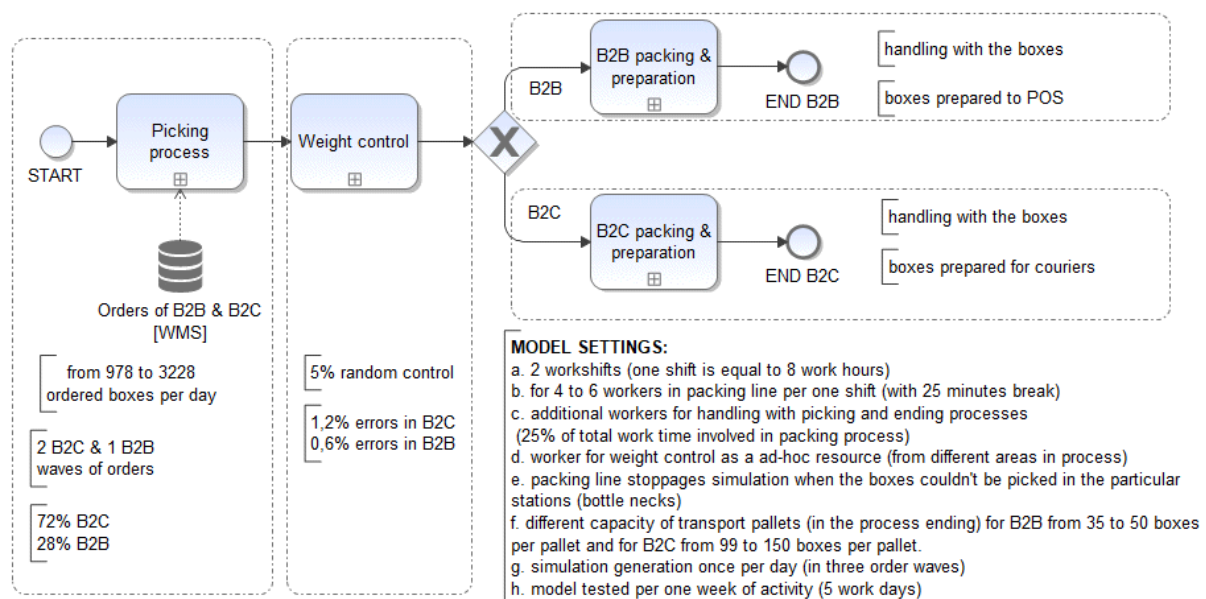 START
Picking
process
Orders of B2B & B2C
[WMS]
from 978 to 3228
ordered boxes per day
2 B2C & 1 B2B
waves of orders
72% B2C
28% B2B
Weight control
5% random control
1,2% errors in B2C
0,6% errors in B2B
X
B2B
B2B packing &
preparation
END B2B
handling with the boxes
boxes prepared to POS
B2C
B2C packing &
preparation
END B2C
handling with the boxes
boxes prepared for couriers
MODEL SETTINGS:
a. 2 workshifts (one shift is equal to 8 work hours)
b. for 4 to 6 workers in packing line per one shift (with 25 minutes break)
c. additional workers for handling with picking and ending processes
(25% of total work time involved in packing process)
d. worker for weight control as a ad-hoc resource (from different areas in process)
e. packing line stoppages simulation when the boxes couldn't be picked in the particular
stations (bottle necks)
f. different capacity of transport pallets (in the process ending) for B2B from 35 to 50 boxes
per pallet and for B2C from 99 to 150 boxes per pallet.
g. simulation generation once per day (in three order waves)
h. model tested per one week of activity (5 work days)